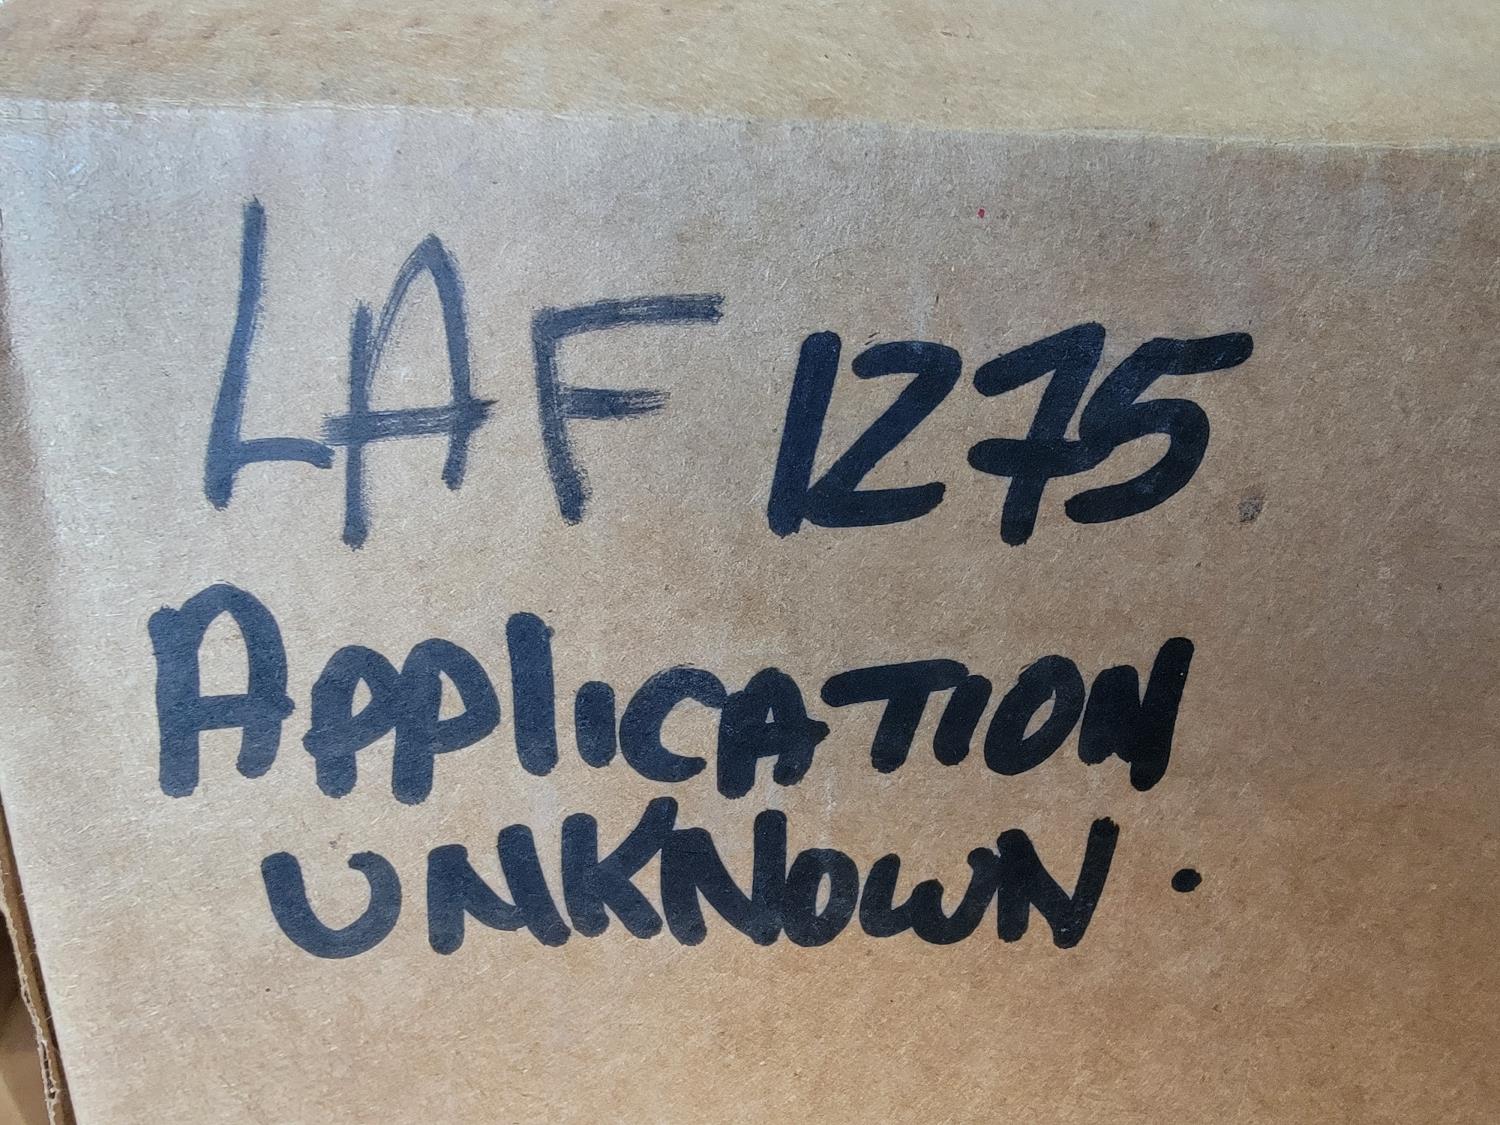 LAF 1275
APPlICATION
UNKNOWN.